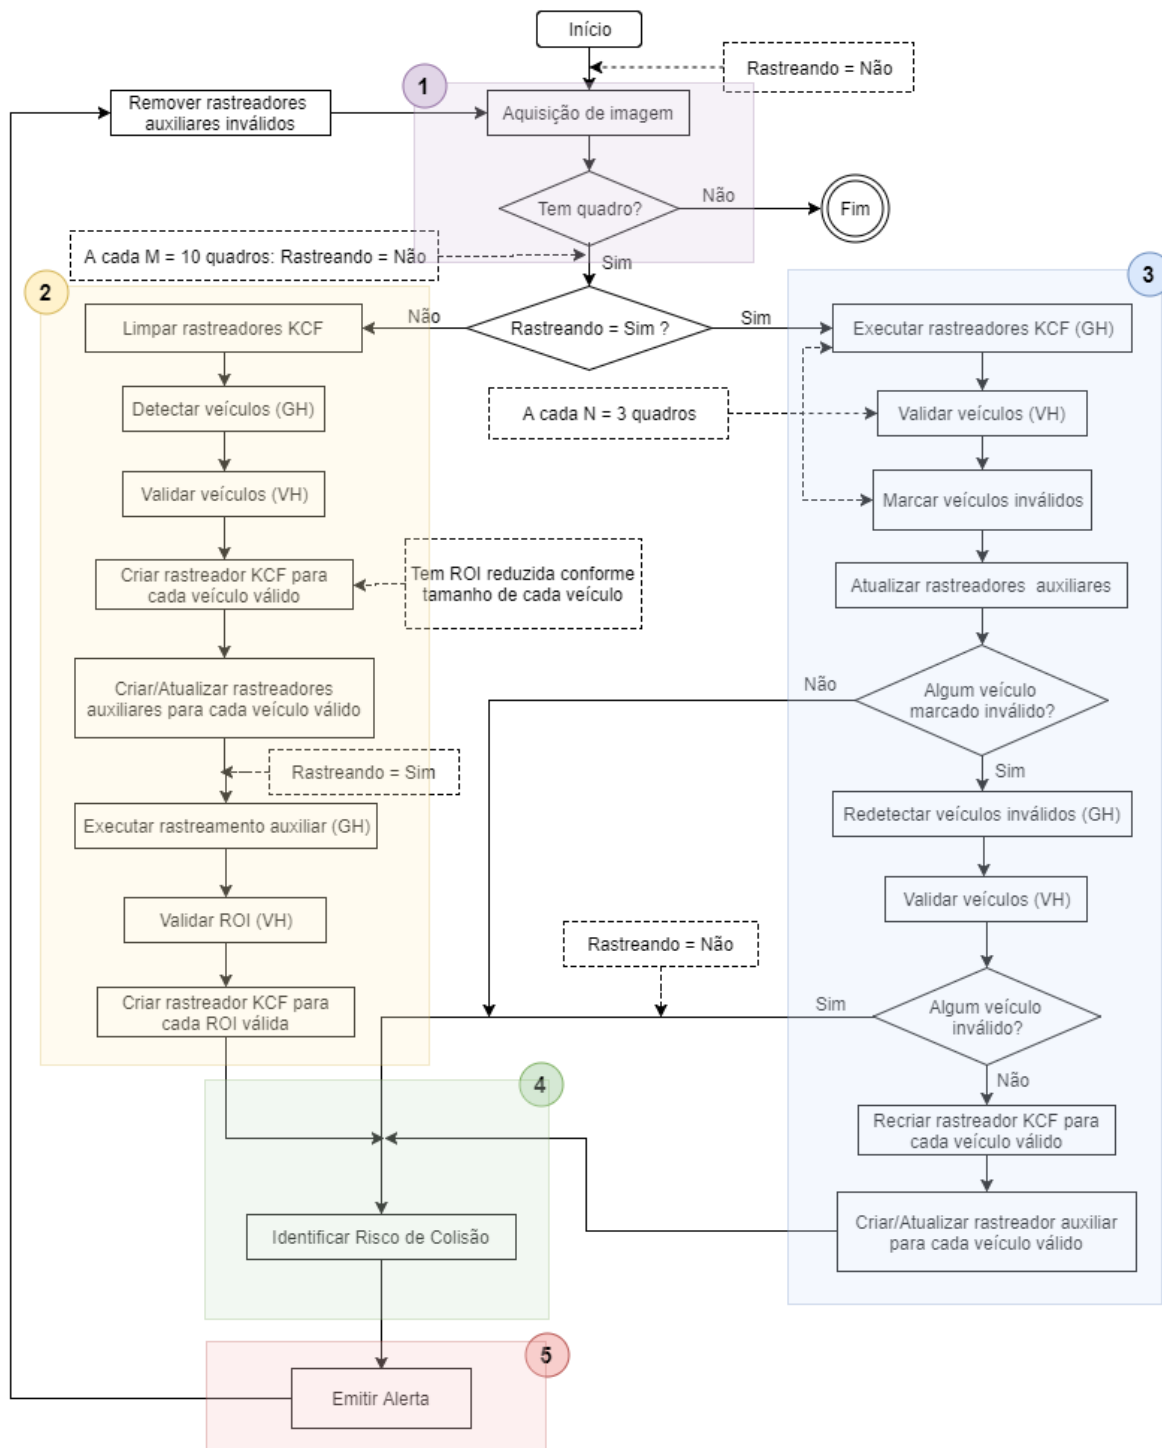 Início
Rastreando = Não
1
Remover rastreadores
auxiliares inválidos
Aquisição de imagem
Tem quadro?
Não
Fim
A cada M = 10 quadros: Rastreando = Não
Sim
2
3
Limpar rastreadores KCF
Não
Rastreando = Sim ?
Sim
Executar rastreadores KCF (GH)
Detectar veículos (GH)
A cada N = 3 quadros
Validar veículos (VH)
Validar veículos (VH)
Marcar veículos inválidos
Criar rastreador KCF para
cada veículo válido
Tem ROI reduzida conforme
tamanho de cada veículo
Atualizar rastreadores auxiliares
Criar/Atualizar rastreadores
auxiliares para cada veículo válido
Não
Algum veículo
marcado inválido?
Rastreando = Sim
Sim
Executar rastreamento auxiliar (GH)
Redetectar veículos inválidos (GH)
Validar ROI (VH)
Validar veículos (VH)
Rastreando = Não
Criar rastreador KCF para
cada ROI válida
Sim
Algum veículo
inválido?
4
Não
Recriar rastreador KCF para
cada veículo válido
Identificar Risco de Colisão
Criar/Atualizar rastreador auxiliar
para cada veículo válido
5
Emitir Alerta